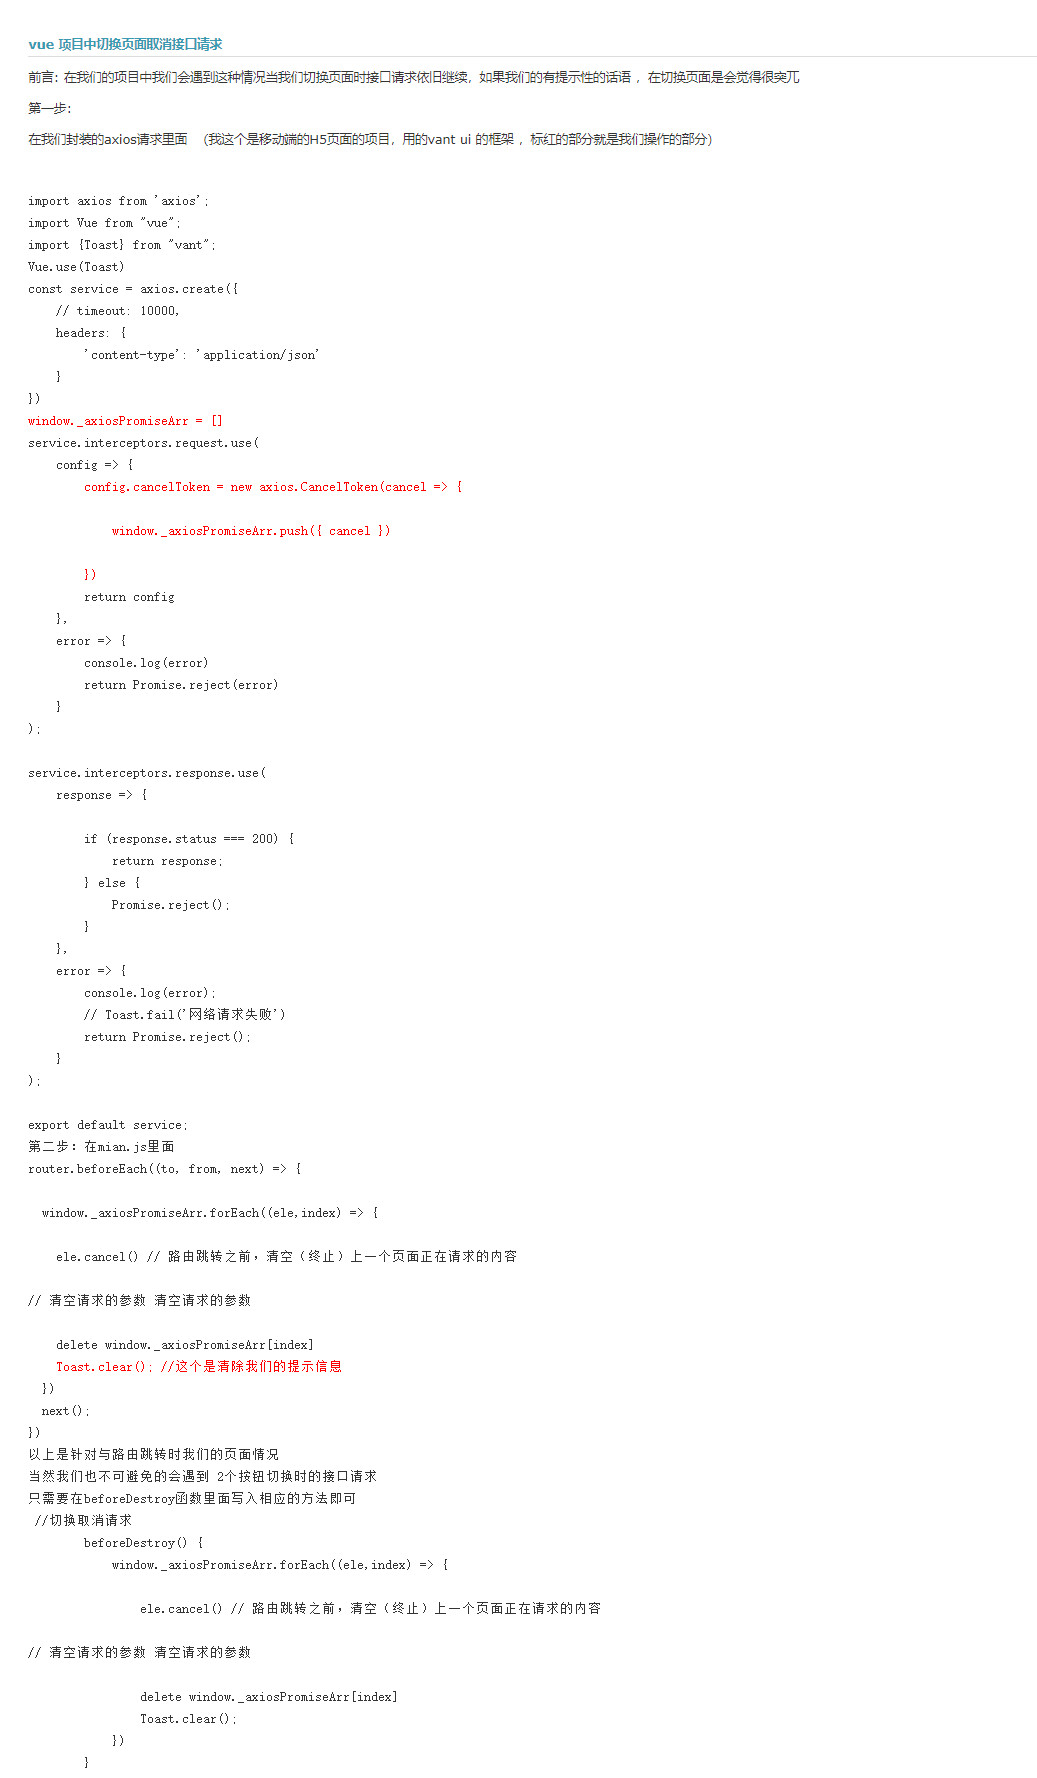 vue 项目中切换页面取消接口请求
前言: 在我们的项目中我们会遇到这种情况当我们切换页面时接口请求依旧继续，如果我们的有提示性的话语 ，在切换页面是会觉得很突兀
第一步：
在我们封装的axios请求里面 （我这个是移动端的H5页面的项目，用的vant ui 的框架 ，标红的部分就是我们操作的部分）
import axios from 'axios';
import Vue from "vue";
import {Toast} from "vant";
Vue.use(Toast)
const service = axios.create({
    // timeout: 10000,
    headers: {
        'content-type': 'application/json'
    }
})
window._axiosPromiseArr = []
service.interceptors.request.use(
    config => {
        config.cancelToken = new axios.CancelToken(cancel => {
            window._axiosPromiseArr.push({ cancel })
        })
        return config
    },
    error => {
        console.log(error)
        return Promise.reject(error)
    }
);
service.interceptors.response.use(
    response => {
        if (response.status === 200) {
            return response;
        } else {
            Promise.reject();
        }
    },
    error => {
        console.log(error);
        // Toast.fail('网络请求失败')
        return Promise.reject();
    }
);
export default service;
第二步：在mian.js里面
router.beforeEach((to, from, next) => {
  window._axiosPromiseArr.forEach((ele,index) => {
    ele.cancel() // 路由跳转之前，清空（终止）上一个页面正在请求的内容
// 清空请求的参数 清空请求的参数
    delete window._axiosPromiseArr[index]
    Toast.clear(); //这个是清除我们的提示信息
  })
  next();
})
以上是针对与路由跳转时我们的页面情况
当然我们也不可避免的会遇到 2个按钮切换时的接口请求
只需要在beforeDestroy函数里面写入相应的方法即可
 //切换取消请求
        beforeDestroy() {
            window._axiosPromiseArr.forEach((ele,index) => {
                ele.cancel() // 路由跳转之前，清空（终止）上一个页面正在请求的内容
// 清空请求的参数 清空请求的参数
                delete window._axiosPromiseArr[index]
                Toast.clear();
            })
        }